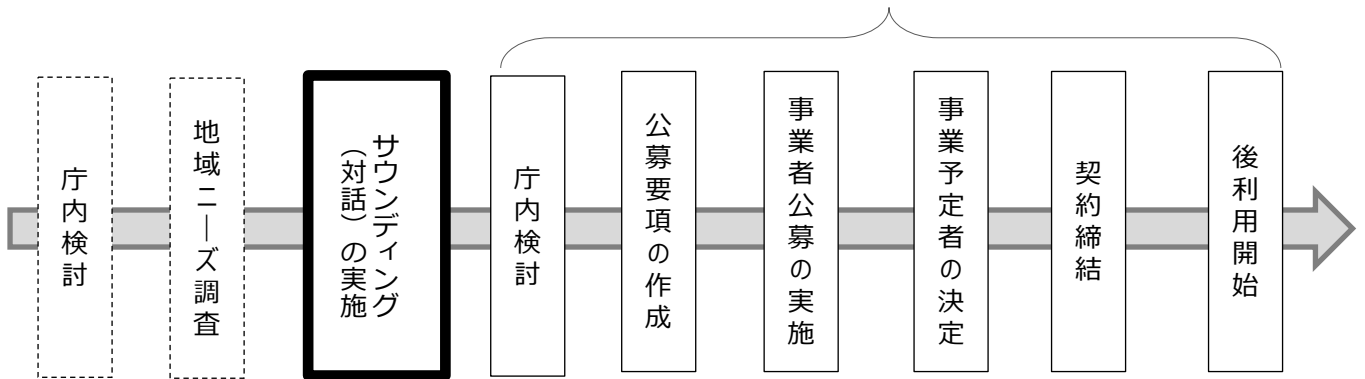 庁内検討
地域ニーズ調査
サウンディング
（対話）の実施
庁内検討
公募要項の作成
事業者公募の実施
事業予定者の決定
契約締結
後利用開始